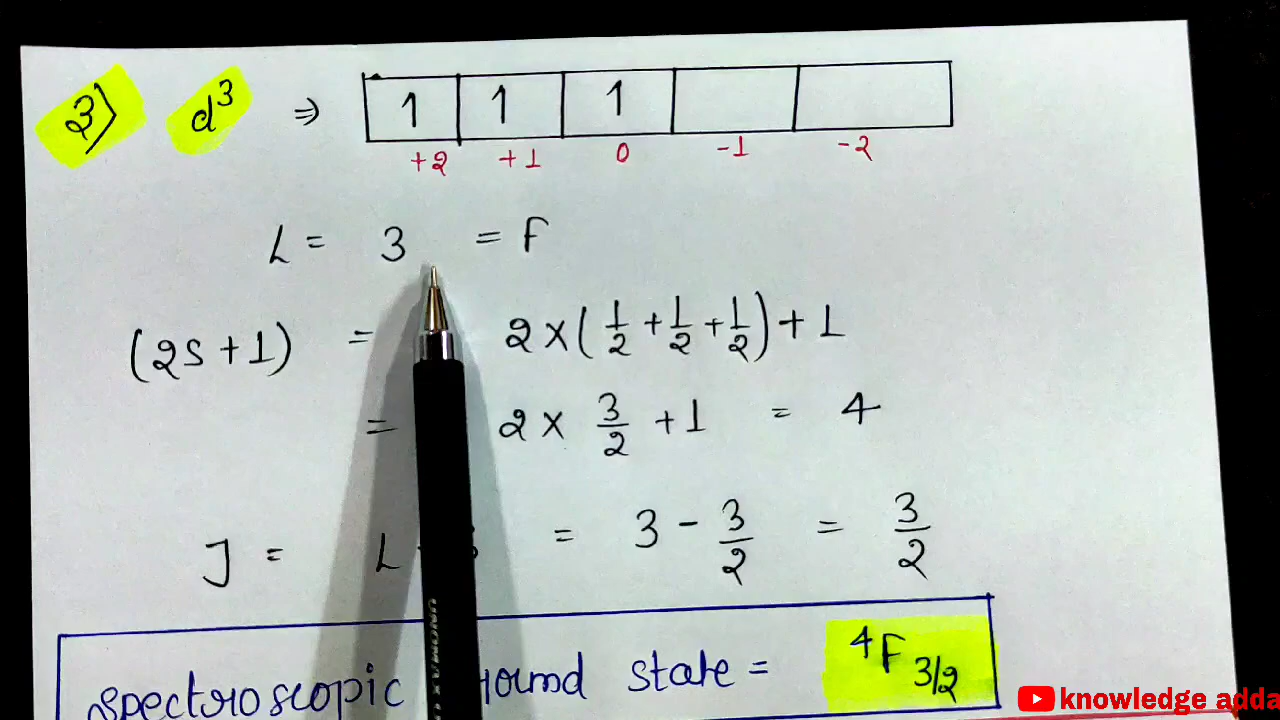 3) d³ ⇒ 1 1 1
+2 +1 0 -1 -2
L = 3 = F
(2s+1) = 2 × (1/2 + 1/2 + 1/2) + 1
= 2 × 3/2 + 1 = 4
J = L = 3 - 3/2 = 3/2
spectroscopic state = ⁴F₃/₂
knowledge adda